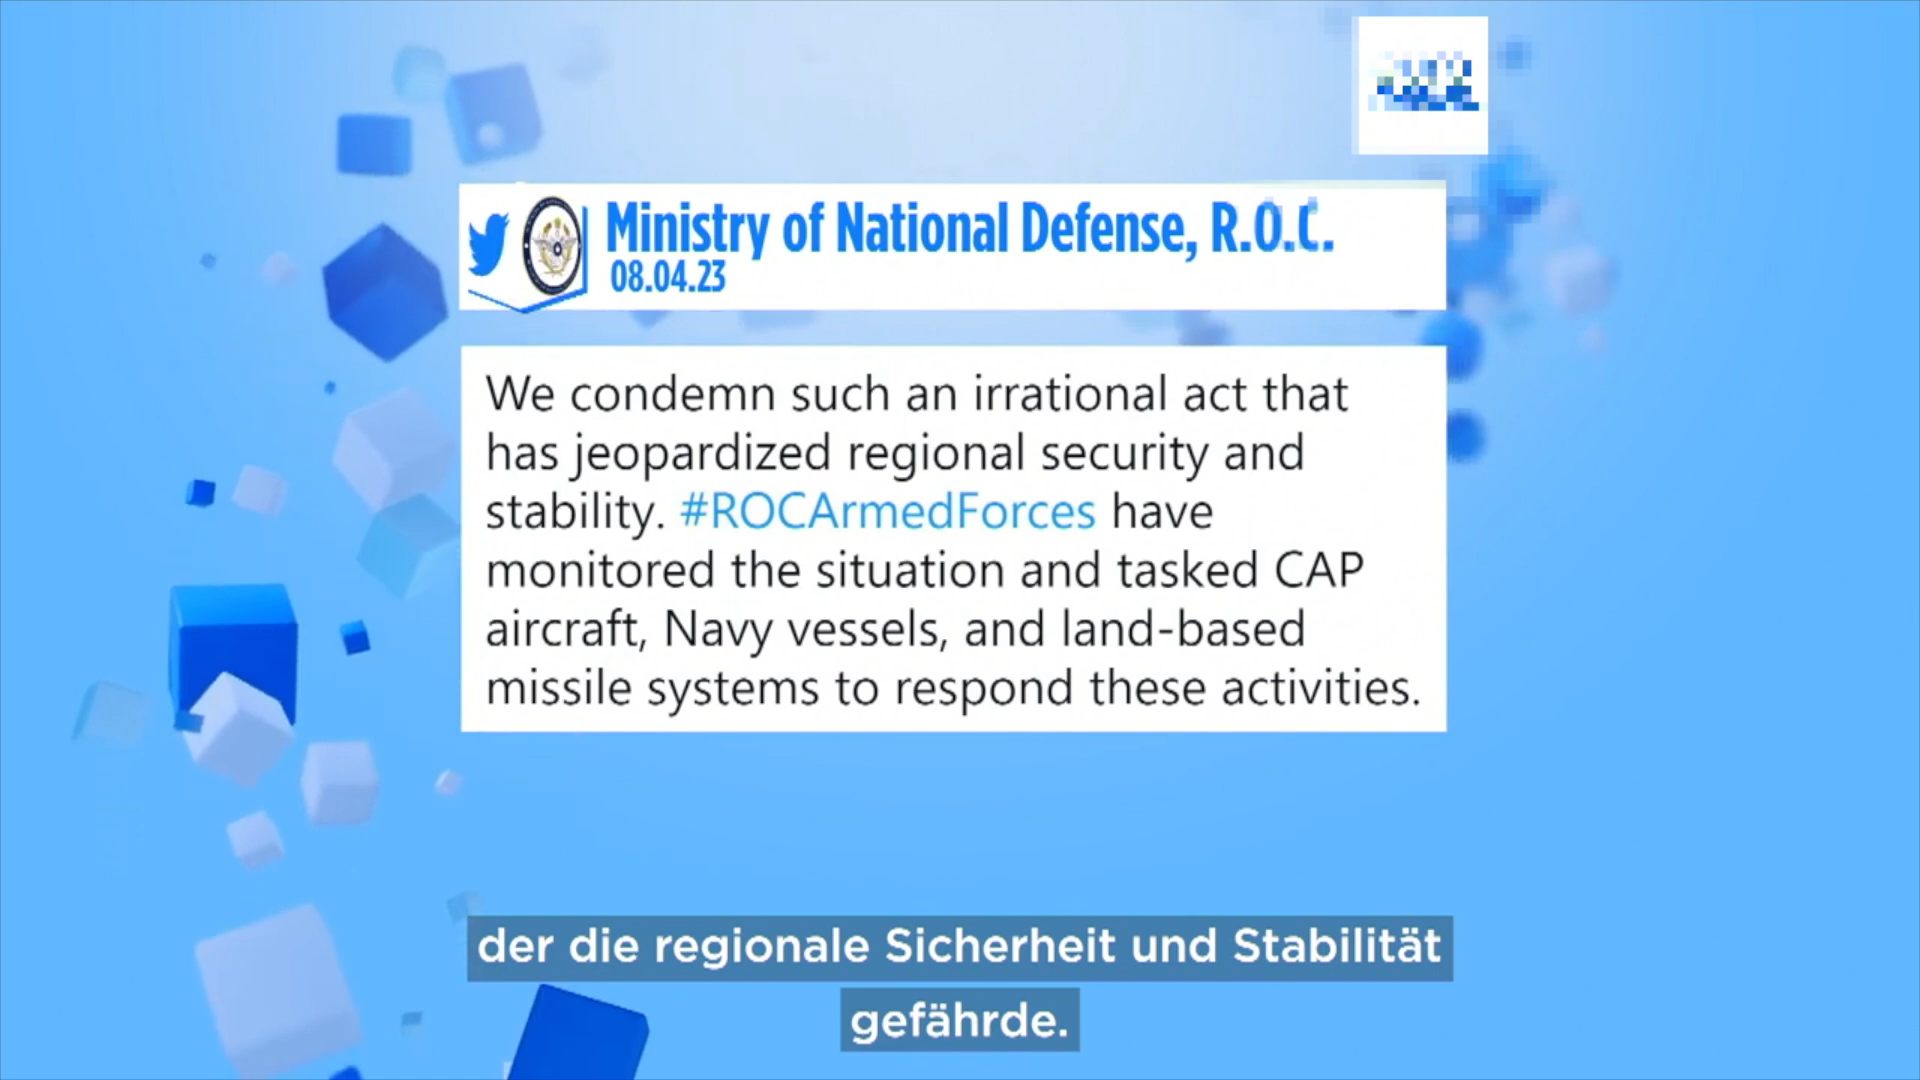 Ministry of National Defense, R.O.C.
08.04.23
We condemn such an irrational act that
has jeopardized regional security and
stability. #ROCArmedForces have
monitored the situation and tasked CAP
aircraft, Navy vessels, and land-based
missile systems to respond these activities.
der die regionale Sicherheit und Stabilität
gefährde.